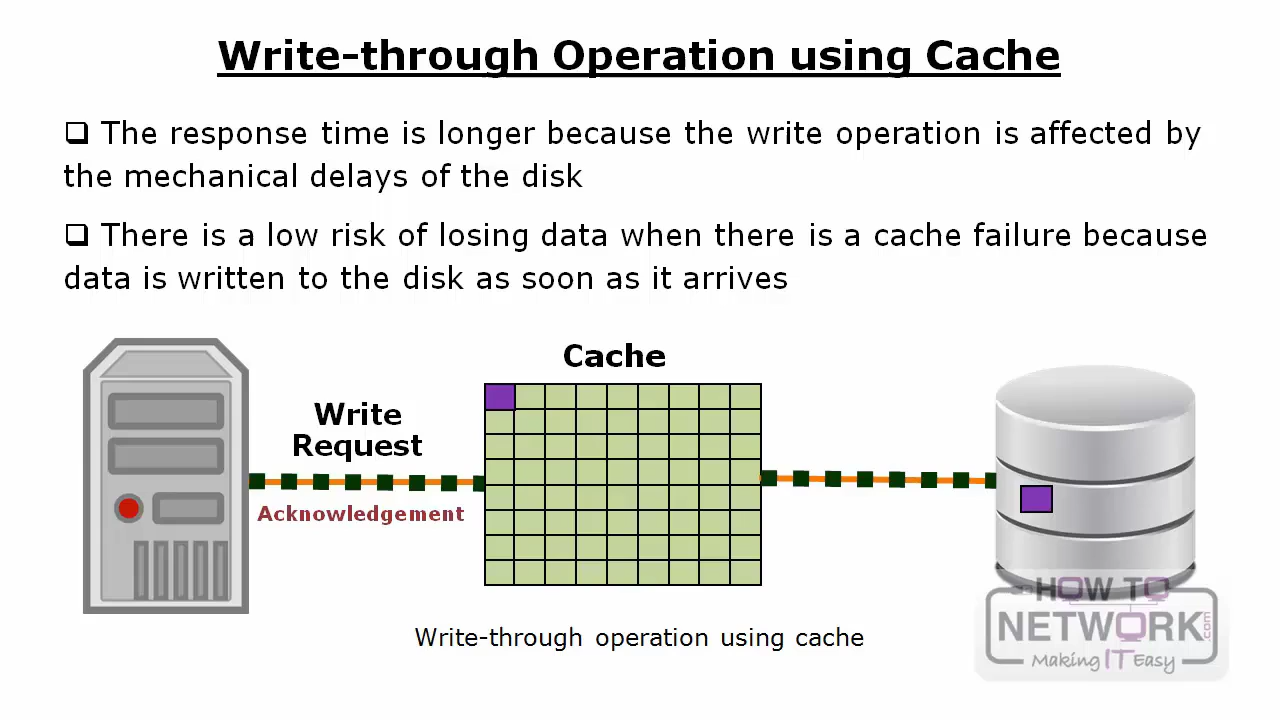 Write-through Operation using Cache
❑ The response time is longer because the write operation is affected by
the mechanical delays of the disk
❑ There is a low risk of losing data when there is a cache failure because
data is written to the disk as soon as it arrives
Cache
Write
Request
Acknowledgement
Write-through operation using cache
HOW TO
NETWORK.com
Making IT Easy